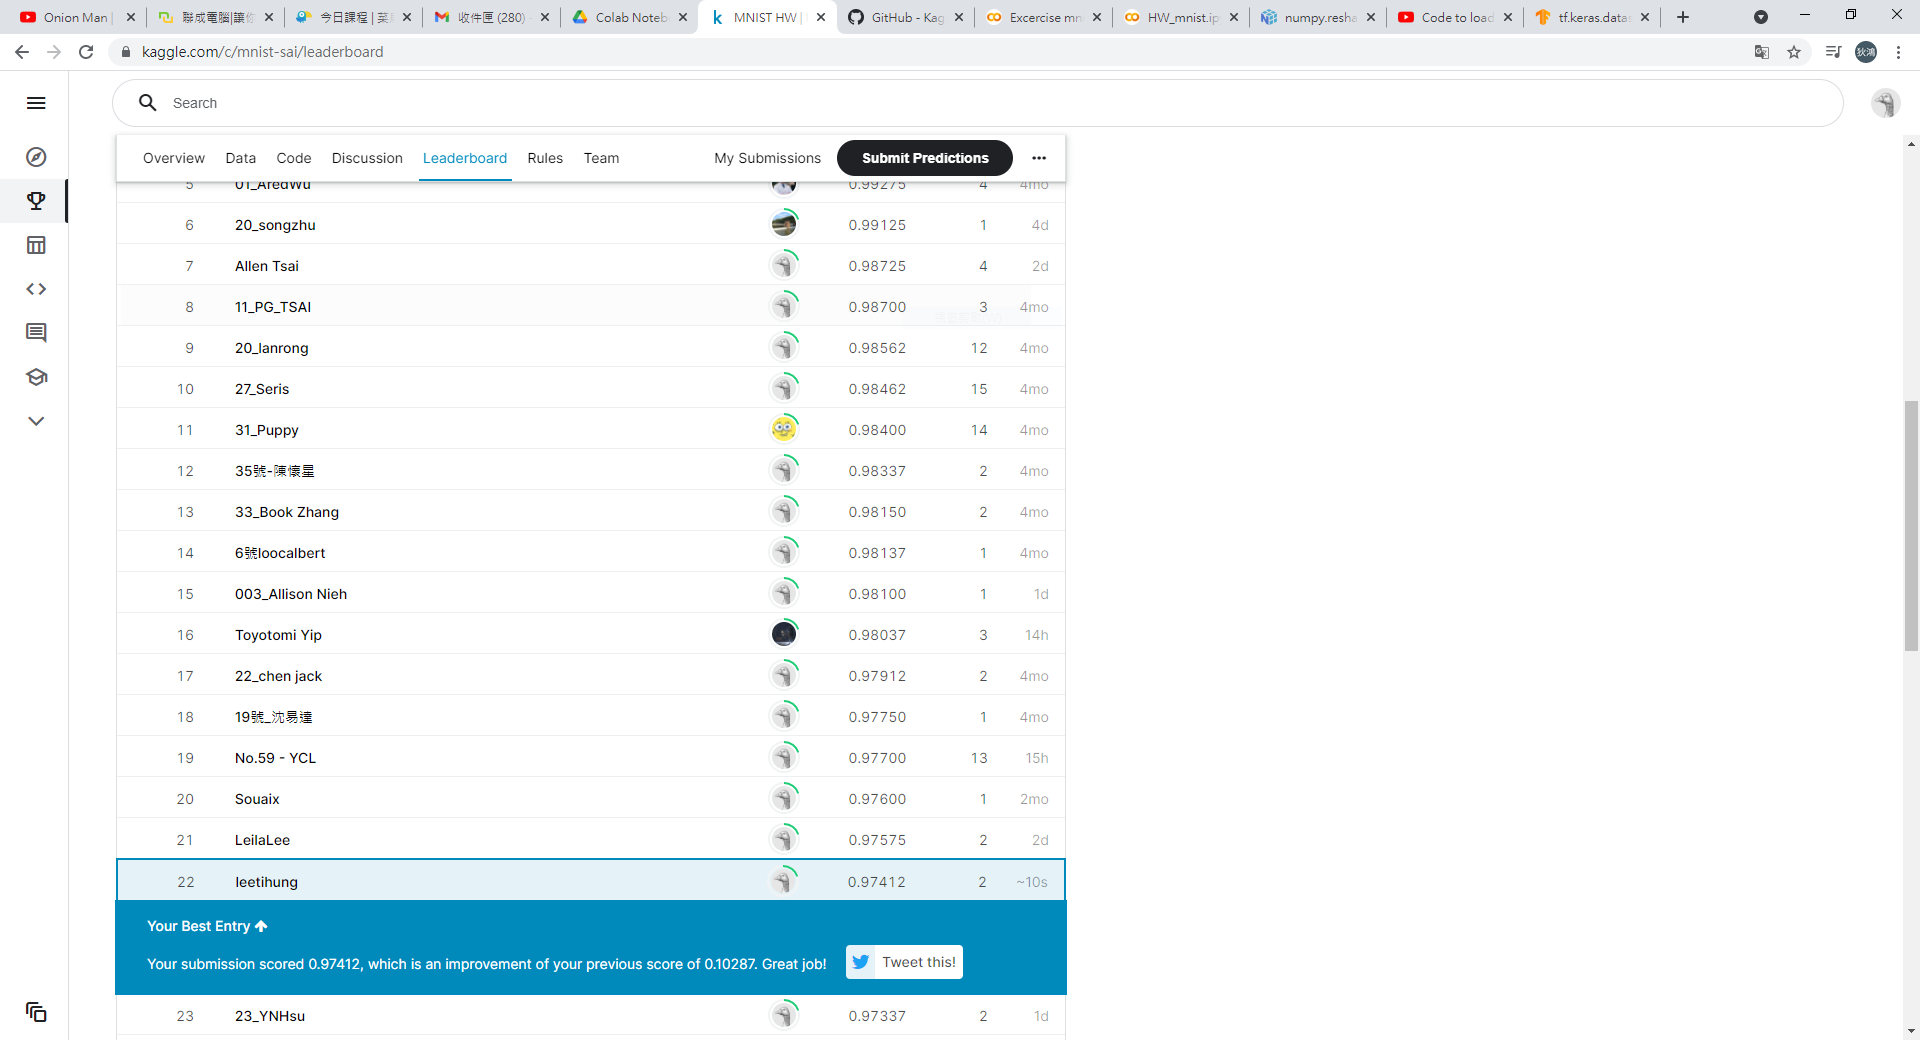 Onion Man |
聯成電腦|讓你
今日課程 | 菜
收件匣 (280) -
Colab Noteb
MNIST HW |
GitHub - Kag
Excercise mn
HW_mnist.ip
numpy.resha
Code to load
tf.keras.datas
kaggle.com/c/mnist-sai/leaderboard
狄鴻
Search
Overview Data Code Discussion Leaderboard Rules Team My Submissions Submit Predictions
5 01_AredWu 0.99275 4 4mo
6 20_songzhu 0.99125 1 4d
7 Allen Tsai 0.98725 4 2d
8 11_PG_TSAI 0.98700 3 4mo
9 20_lanrong 0.98562 12 4mo
10 27_Seris 0.98462 15 4mo
11 31_Puppy 0.98400 14 4mo
12 35號-陳懷星 0.98337 2 4mo
13 33_Book Zhang 0.98150 2 4mo
14 6號loocalbert 0.98137 1 4mo
15 003_Allison Nieh 0.98100 1 1d
16 Toyotomi Yip 0.98037 3 14h
17 22_chen jack 0.97912 2 4mo
18 19號_沈易達 0.97750 1 4mo
19 No.59 - YCL 0.97700 13 15h
20 Souaix 0.97600 1 2mo
21 LeilaLee 0.97575 2 2d
22 leetihung 0.97412 2 ~10s
Your Best Entry
Your submission scored 0.97412, which is an improvement of your previous score of 0.10287. Great job!
Tweet this!
23 23_YNHsu 0.97337 2 1d